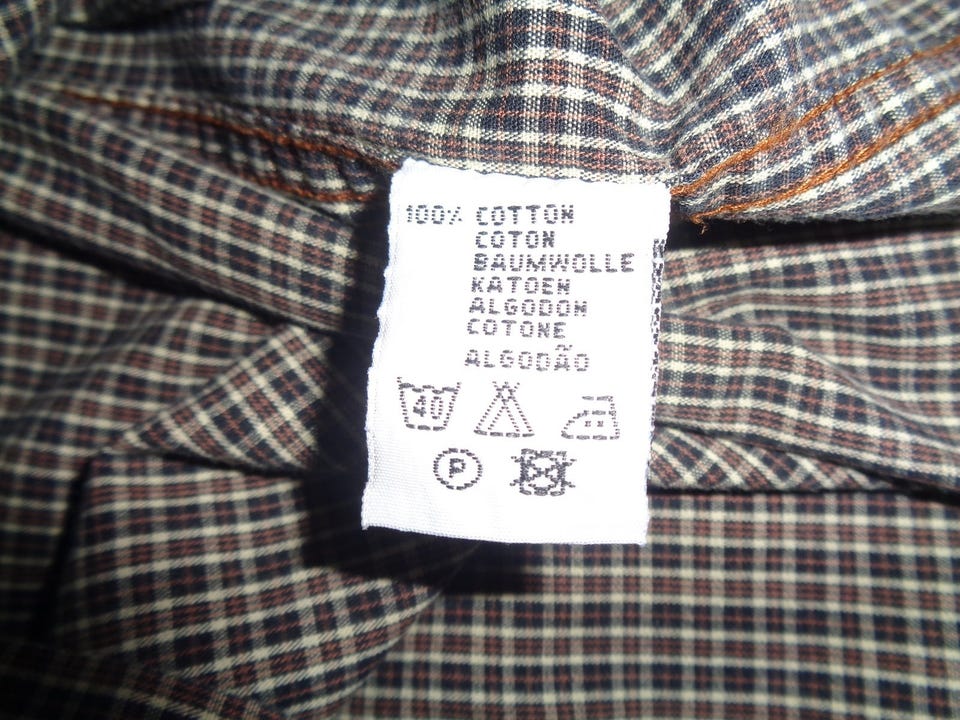 100% COTTON
COTON
BAUMWOLLE
KATOEN
ALGODON
COTONE
ALGODÃO
40
P